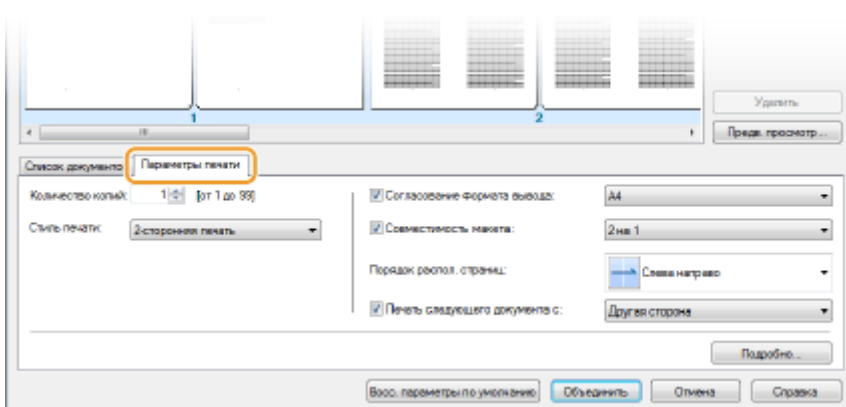 Удалить
1
2
Предв. просмотр...
Список документо
Параметры печати
Количество копий:
1
[от 1 до 99]
Согласование формата вывода:
A4
Стиль печати:
2-сторонняя печать
Совместимость макета:
2 на 1
Порядок распол. страниц:
Слева направо
Печать следующего документа с:
Другая сторона
Подробно...
Восс. параметры по умолчанию
Объединить
Отмена
Справка